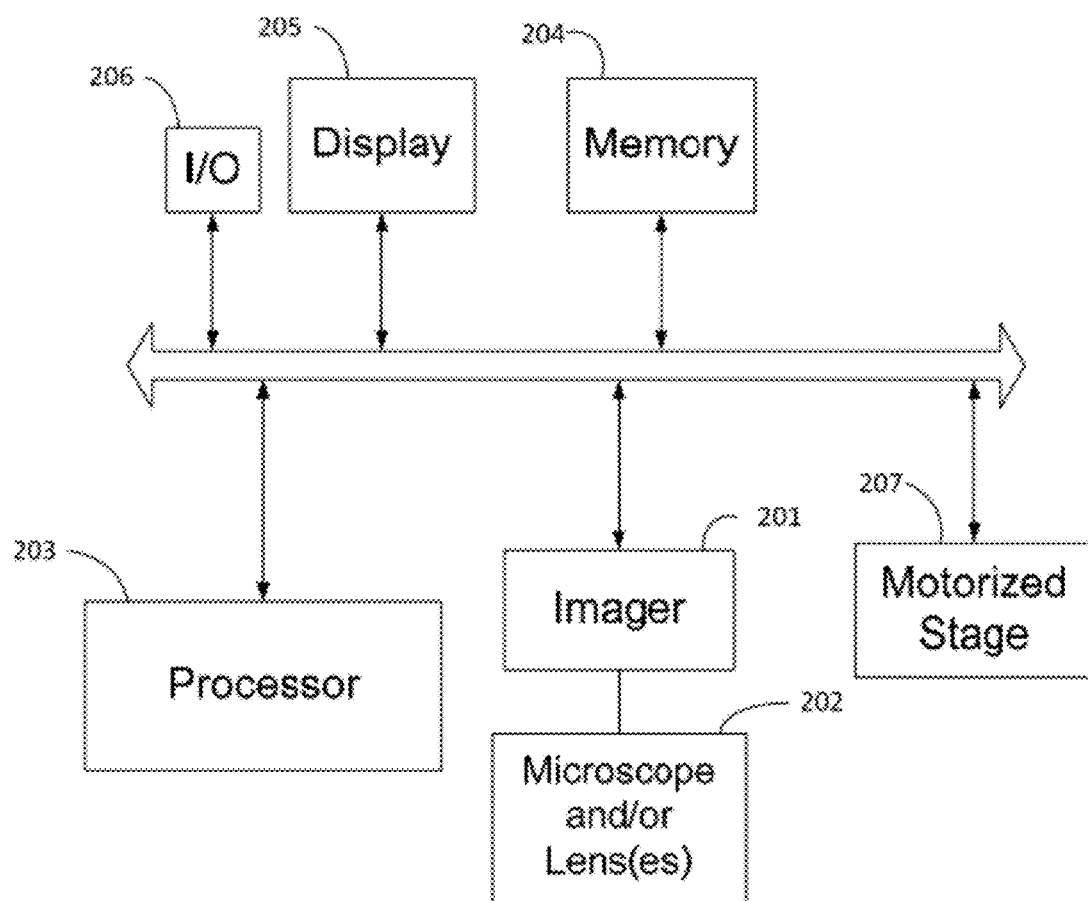 205
204
206
Display
Memory
I/O
207
201
203
Motorized
Stage
Imager
Processor
202
Microscope
and/or
Lens(es)